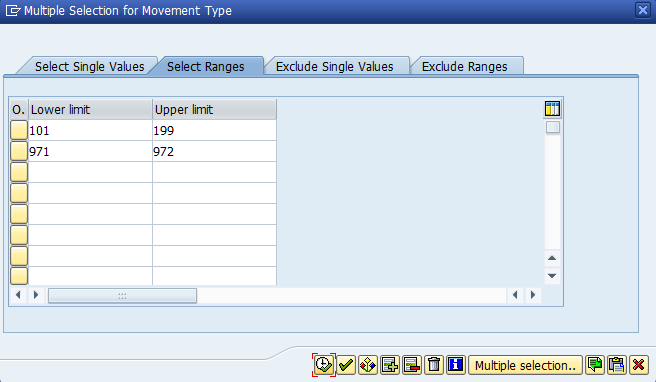 Multiple Selection for Movement Type
Select Single Values Select Ranges Exclude Single Values Exclude Ranges
O. Lower limit Upper limit
101 199
971 972
Multiple selection..